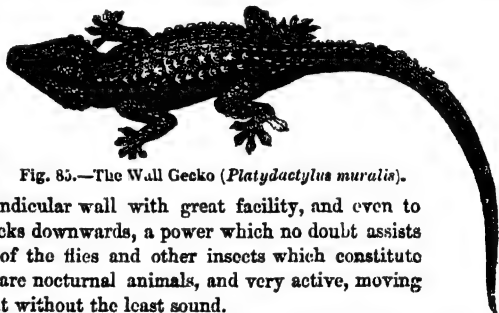 Fig. 85.—The Wall Gecko (Platydactylus muralis).
ndicular wall with great facility, and even to
cks downwards, a power which no doubt assists
of the flies and other insects which constitute
are nocturnal animals, and very active, moving
t without the least sound.